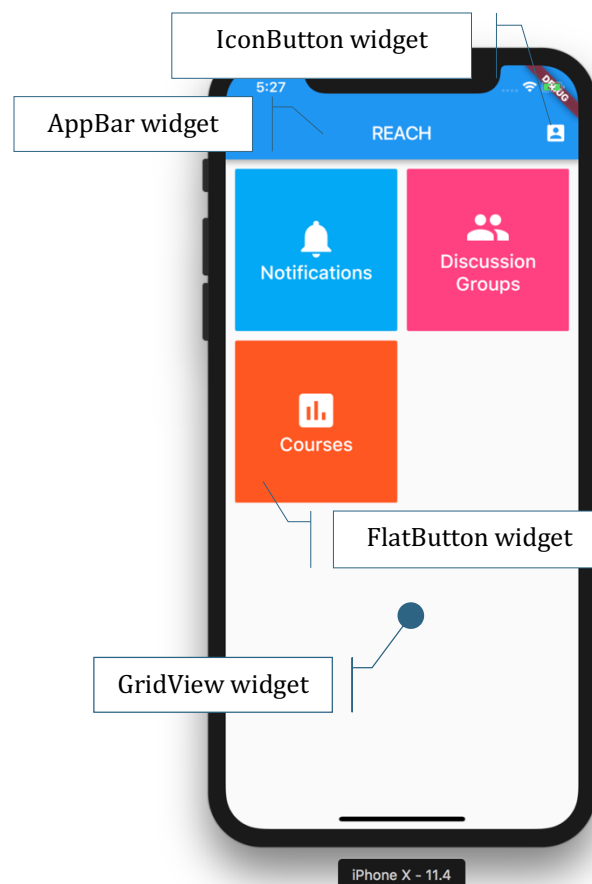 IconButton widget
5:27
DEBUG
AppBar widget
REACH
Notifications
Discussion
Groups
Courses
FlatButton widget
GridView widget
iPhone X - 11.4